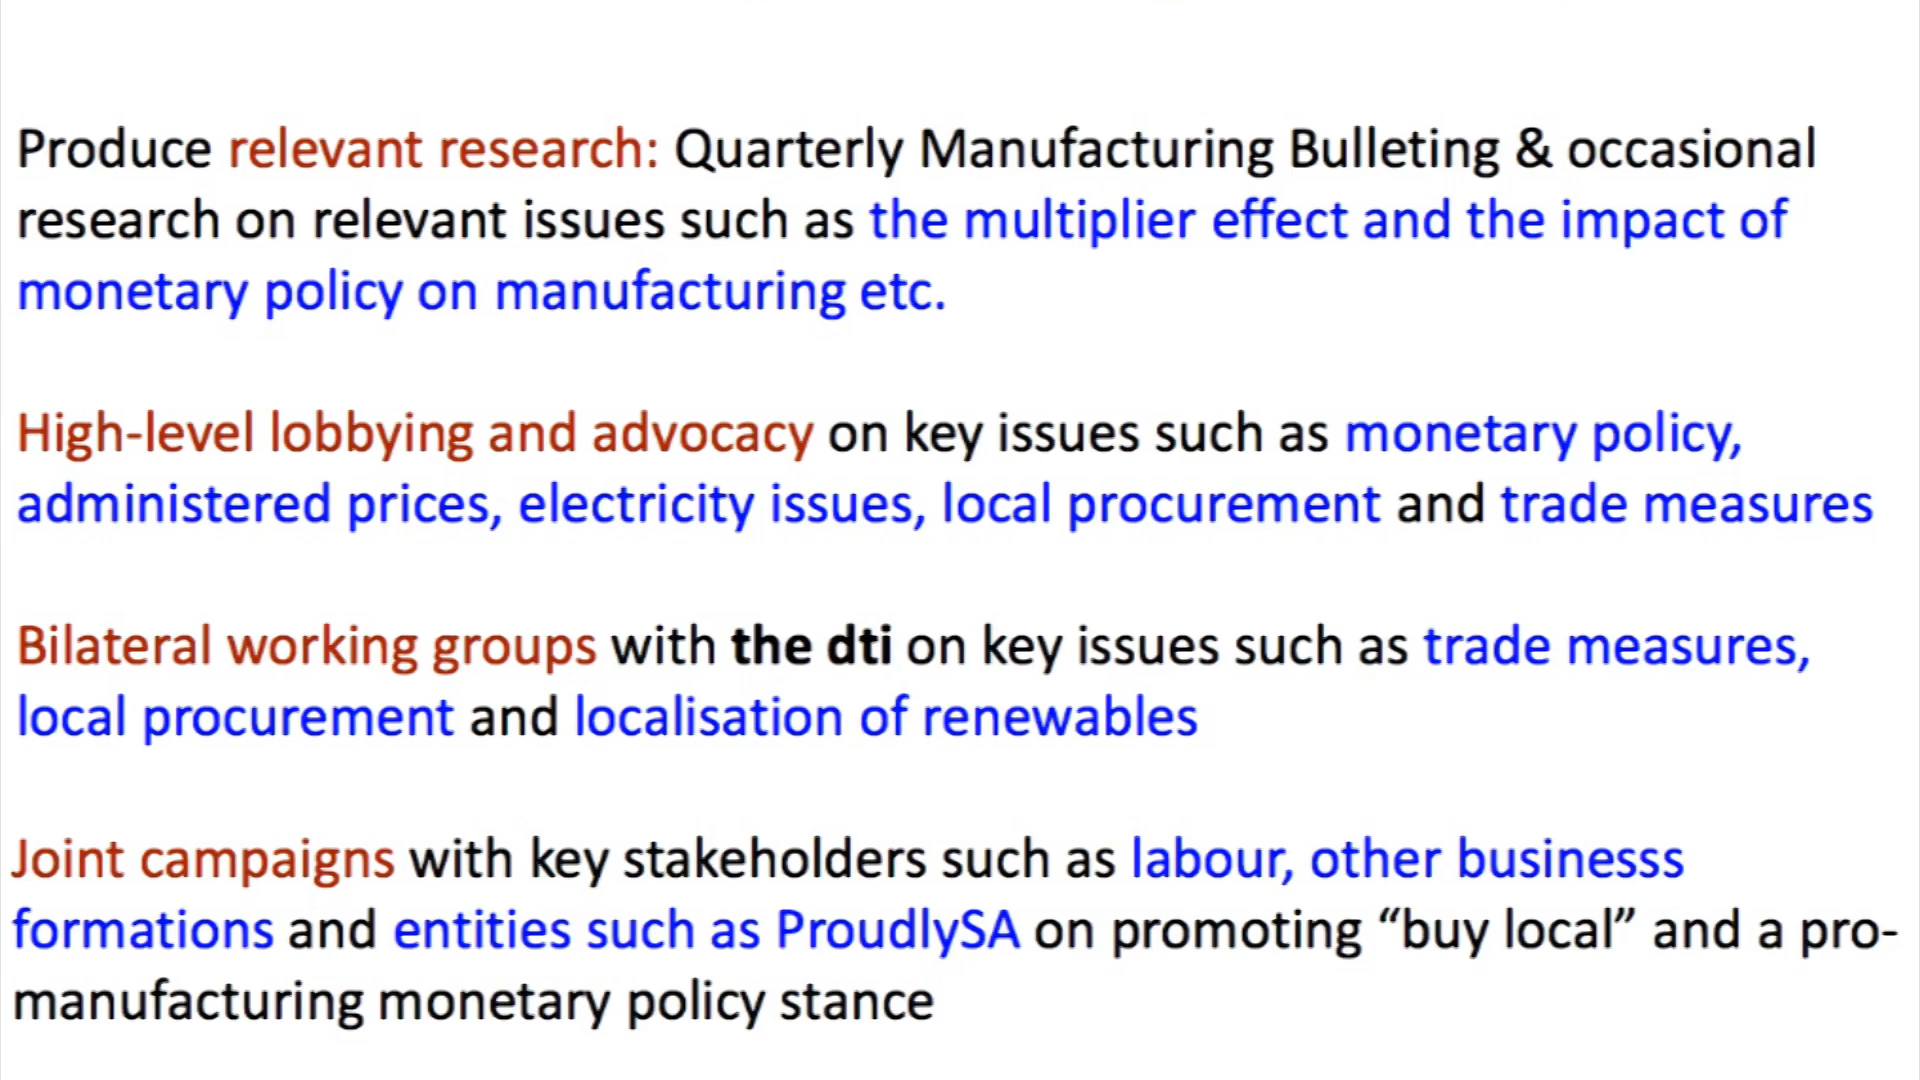 Produce relevant research: Quarterly Manufacturing Bulleting & occasional
research on relevant issues such as the multiplier effect and the impact of
monetary policy on manufacturing etc.
High-level lobbying and advocacy on key issues such as monetary policy,
administered prices, electricity issues, local procurement and trade measures
Bilateral working groups with the dti on key issues such as trade measures,
local procurement and localisation of renewables
Joint campaigns with key stakeholders such as labour, other businesss
formations and entities such as ProudlySA on promoting “buy local” and a pro-
manufacturing monetary policy stance